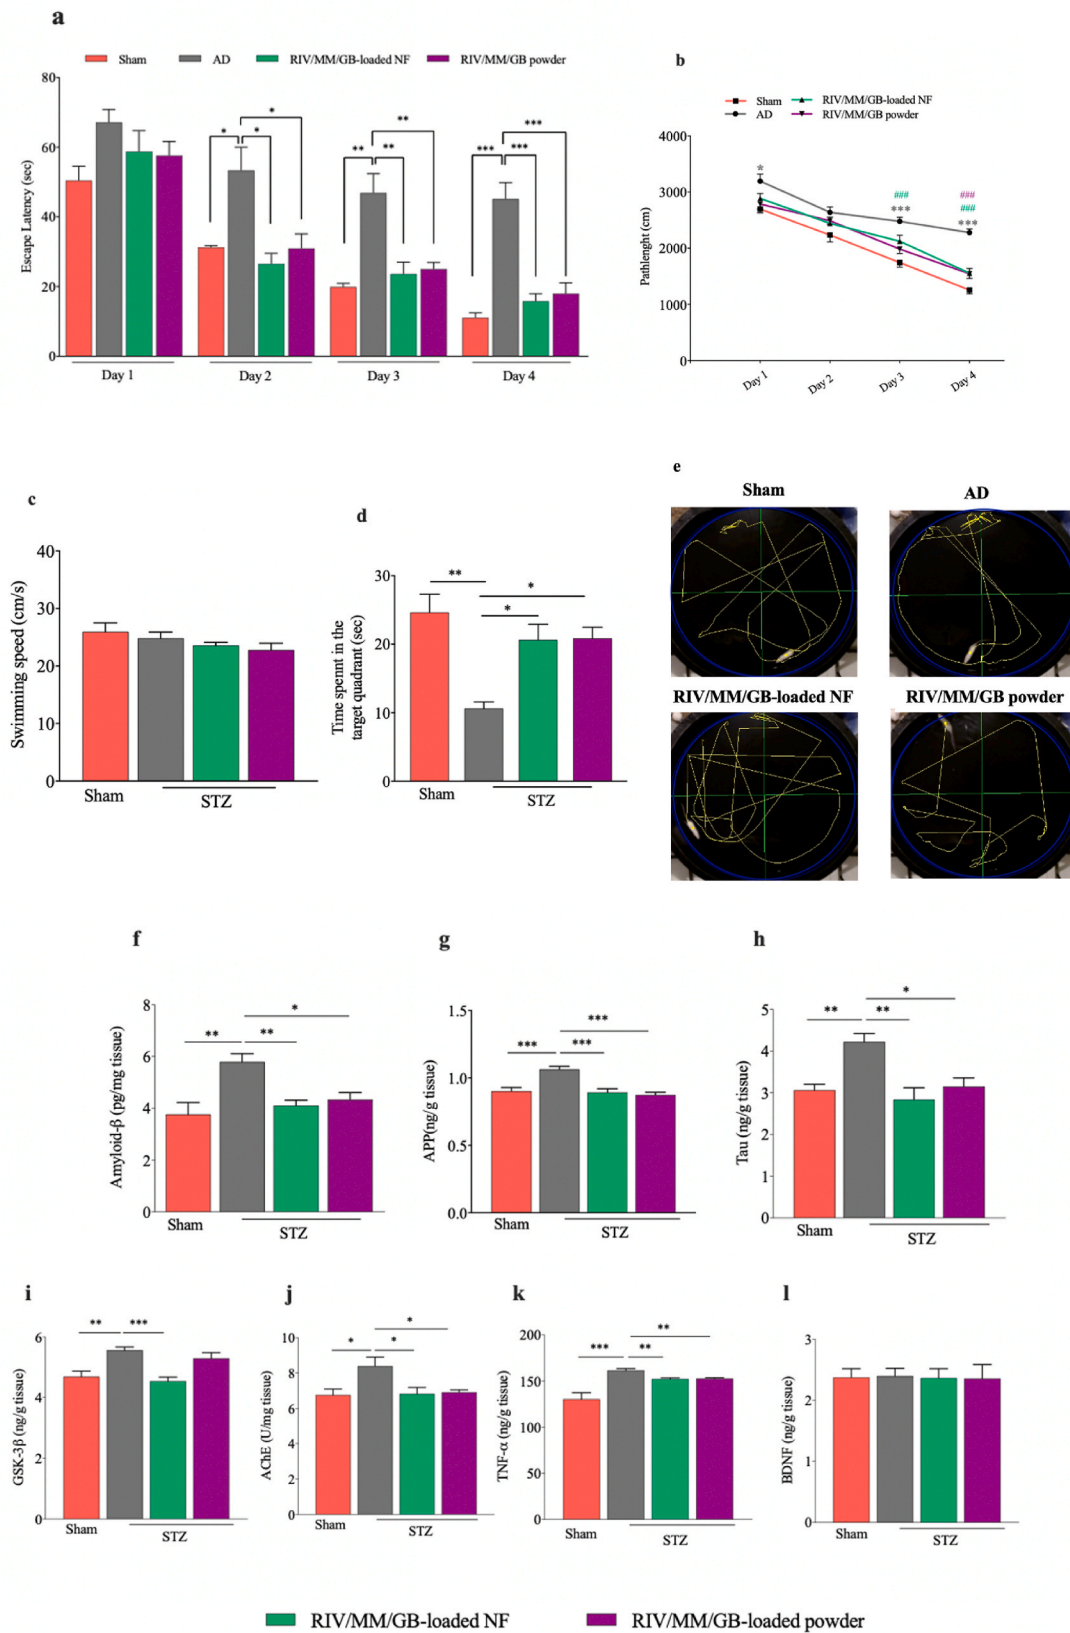 a
Sham AD RIV/MM/GB-loaded NF RIV/MM/GB powder
Escape Latency (sec)
80
60
40
20
0
* * *
** ** **
*** *** ***
Day 1 Day 2 Day 3 Day 4
b
Sham RIV/MM/GB-loaded NF
AD RIV/MM/GB powder
Pathlenght (cm)
4000
3000
2000
1000
0
*
###
***
###
###
***
Day 1 Day 2 Day 3 Day 4
c
Swimming speed (cm/s)
40
30
20
10
0
Sham
STZ
d
Time spennt in the
target quadrant (sec)
30
20
10
0
** * *
Sham
STZ
e
Sham AD
RIV/MM/GB-loaded NF RIV/MM/GB powder
f
Amyloid-β (pg/mg tissue)
8
6
4
2
0
** ** *
Sham
STZ
g
APP(ng/g tissue)
1.5
1.0
0.5
0.0
*** *** ***
Sham
STZ
h
Tau (ng/g tissue)
5
4
3
2
1
0
** ** *
Sham
STZ
i
GSK-3β (ng/g tissue)
6
4
2
0
** ***
Sham
STZ
j
AChE (U/mg tissue)
10
8
6
4
2
0
* * *
Sham
STZ
k
TNF-α (ng/g tissue)
200
150
100
50
0
*** ** **
Sham
STZ
l
BDNF (ng/g tissue)
3
2
1
0
Sham
STZ
RIV/MM/GB-loaded NF RIV/MM/GB-loaded powder